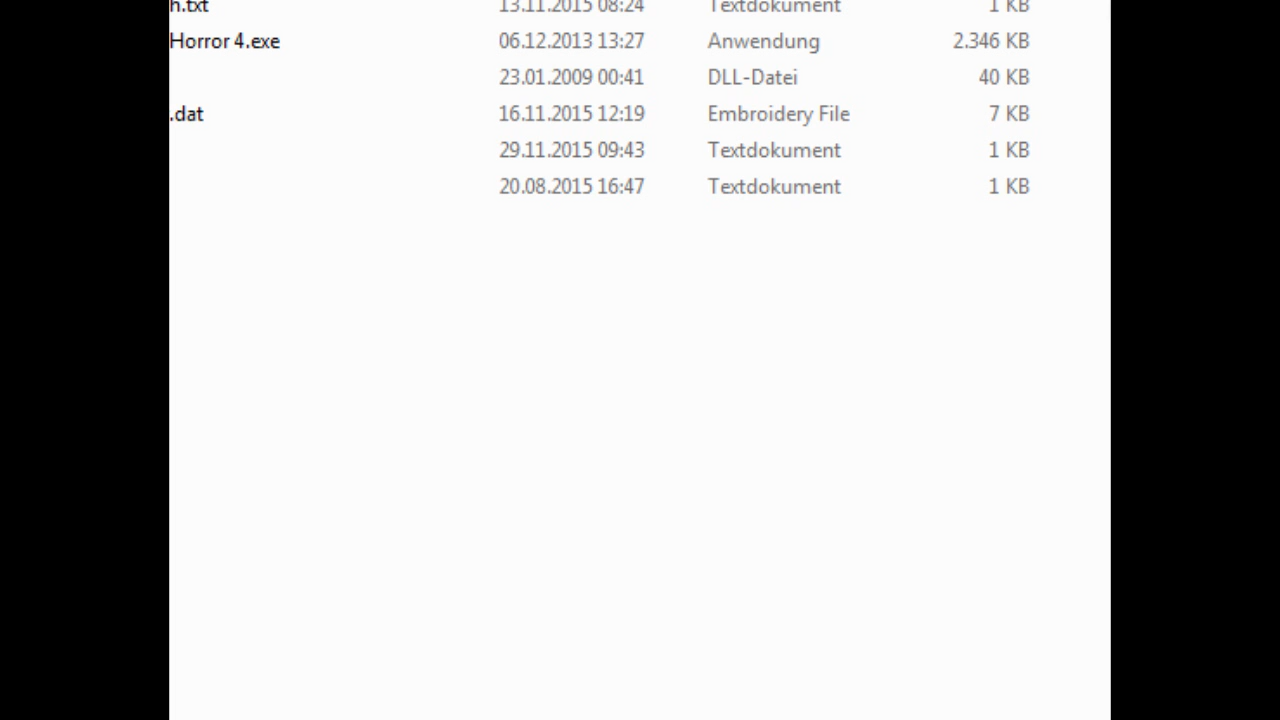 h.txt 13.11.2015 08:24 Textdokument 1 KB
Horror 4.exe 06.12.2013 13:27 Anwendung 2.346 KB
23.01.2009 00:41 DLL-Datei 40 KB
.dat 16.11.2015 12:19 Embroidery File 7 KB
29.11.2015 09:43 Textdokument 1 KB
20.08.2015 16:47 Textdokument 1 KB